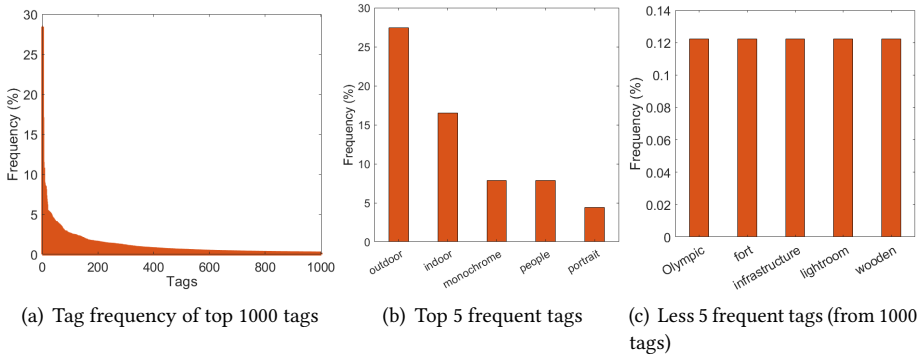 30
25
20
15
10
5
0
Frequency (%)
0 200 400 600 800 1000
Tags
(a) Tag frequency of top 1000 tags
30
25
20
15
10
5
0
Frequency (%)
outdoor indoor monochrome people portrait
(b) Top 5 frequent tags
0.14
0.12
0.1
0.08
0.06
0.04
0.02
0
Frequency (%)
Olympic fort infrastructure lightroom wooden
(c) Less 5 frequent tags (from 1000
tags)